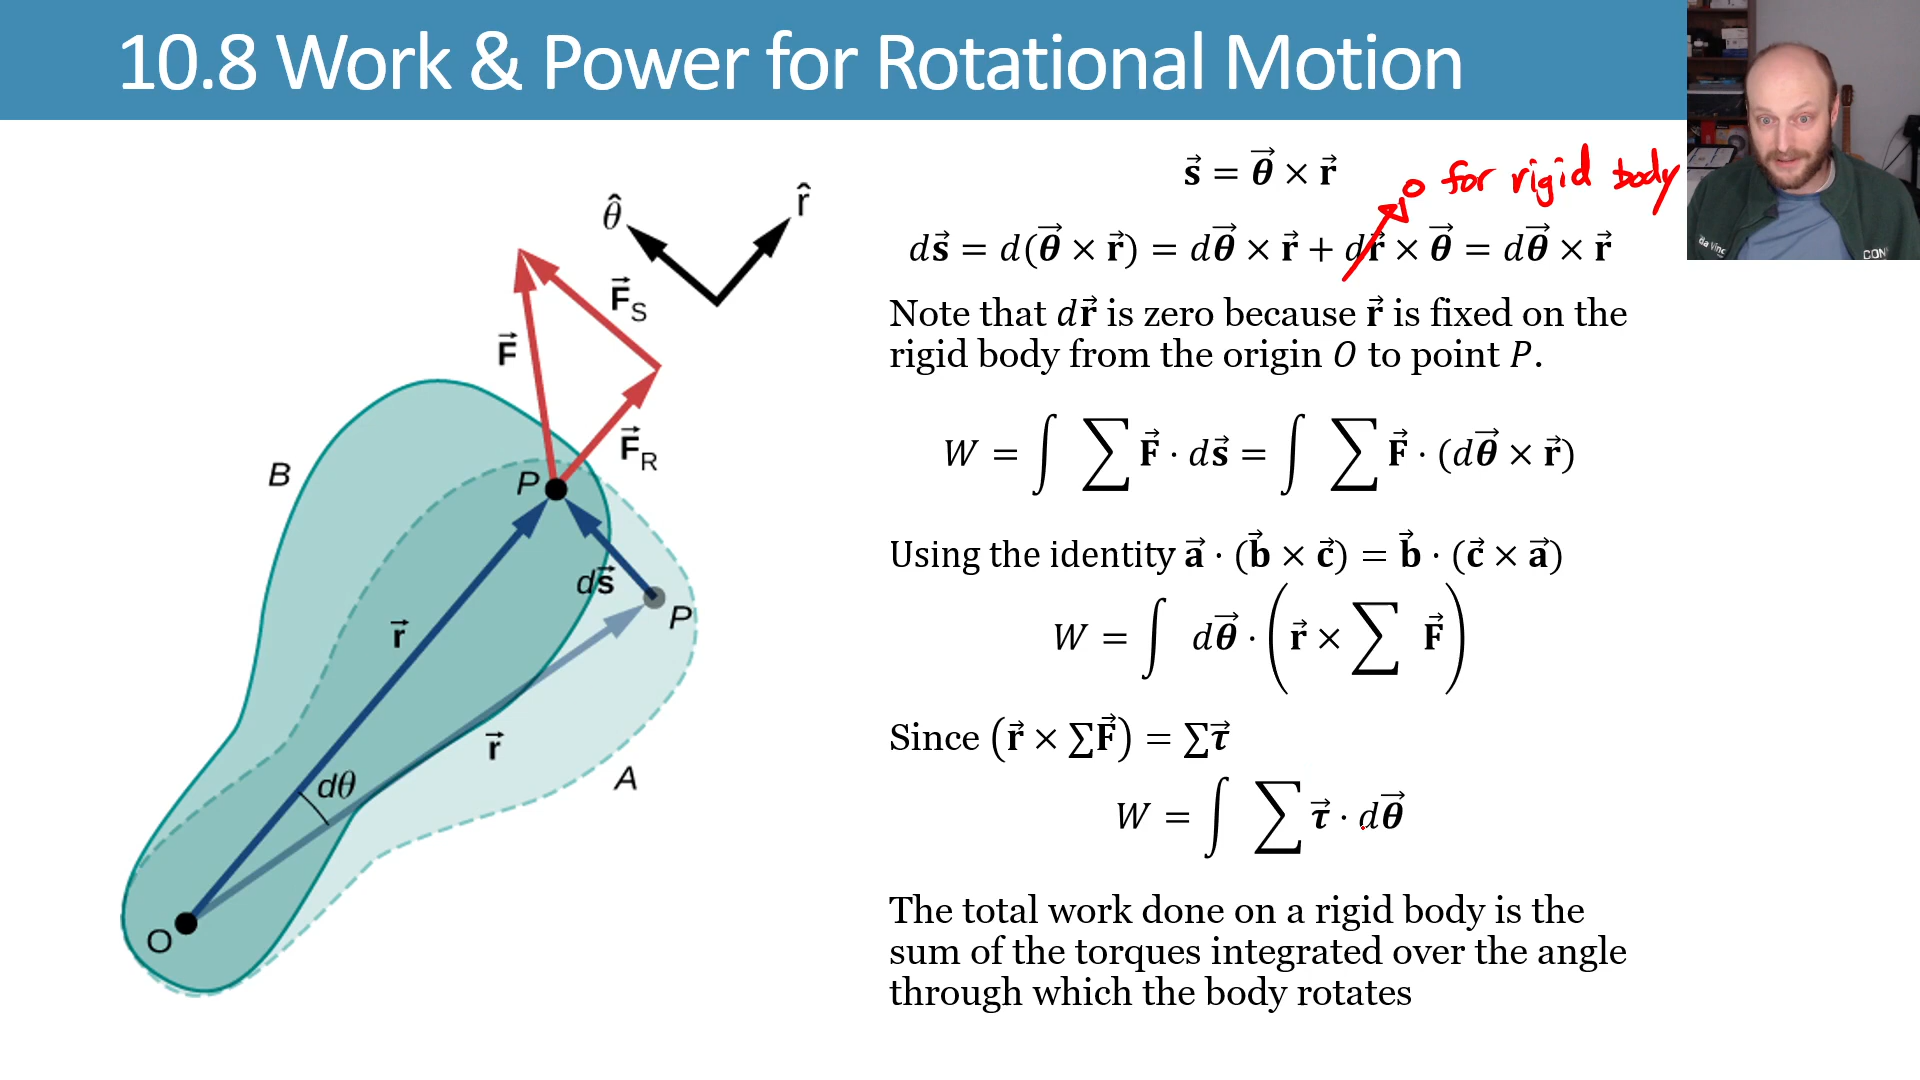 10.8 Work & Power for Rotational Motion
s⃗ = θ⃗ × r⃗
0 for rigid body
ds⃗ = d(θ⃗ × r⃗) = dθ⃗ × r⃗ + dr⃗ × θ⃗ = dθ⃗ × r⃗
Note that dr⃗ is zero because r⃗ is fixed on the
rigid body from the origin O to point P.
W = ∫ ∑ F⃗ · ds⃗ = ∫ ∑ F⃗ · (dθ⃗ × r⃗)
Using the identity a⃗ · (b⃗ × c⃗) = b⃗ · (c⃗ × a⃗)
W = ∫ dθ⃗ · (r⃗ × ∑ F⃗)
Since (r⃗ × ∑F⃗) = ∑τ⃗
W = ∫ ∑ τ⃗ · dθ⃗
The total work done on a rigid body is the
sum of the torques integrated over the angle
through which the body rotates
θ̂
r̂
F⃗S
F⃗
F⃗R
B
P
ds⃗
P
r⃗
r⃗
A
dθ
O
da Vinc
CON